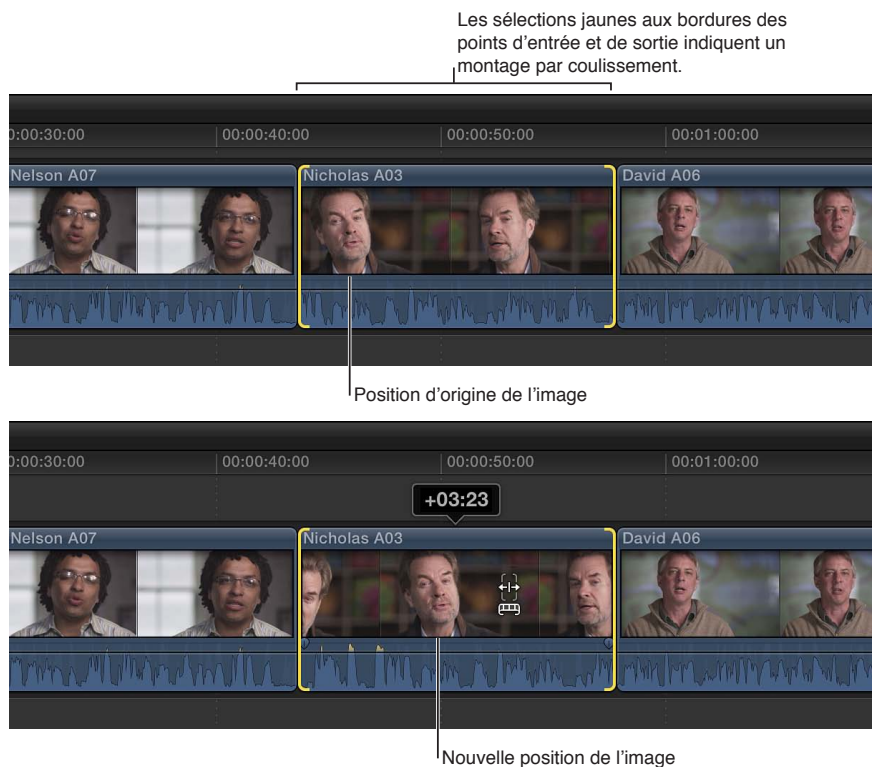 Les sélections jaunes aux bordures des
points d’entrée et de sortie indiquent un
montage par coulissement.
0:00:30:00 00:00:40:00 00:00:50:00 00:01:00:00
Nelson A07 Nicholas A03 David A06
Position d’origine de l’image
0:00:30:00 00:00:40:00 00:00:50:00 00:01:00:00
+03:23
Nelson A07 Nicholas A03 David A06
Nouvelle position de l’image